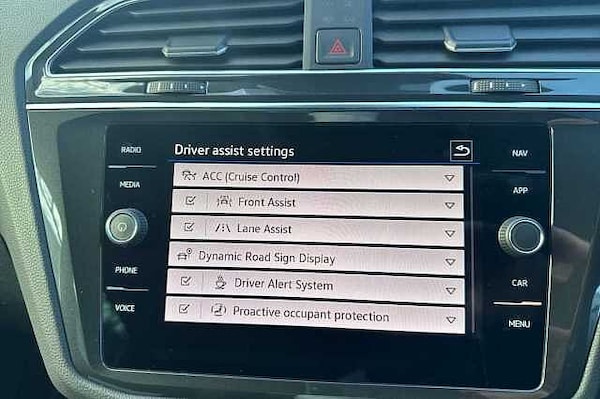 RADIO
MEDIA
PHONE
VOICE
Driver assist settings
ACC (Cruise Control)
Front Assist
Lane Assist
Dynamic Road Sign Display
Driver Alert System
Proactive occupant protection
NAV
APP
CAR
MENU